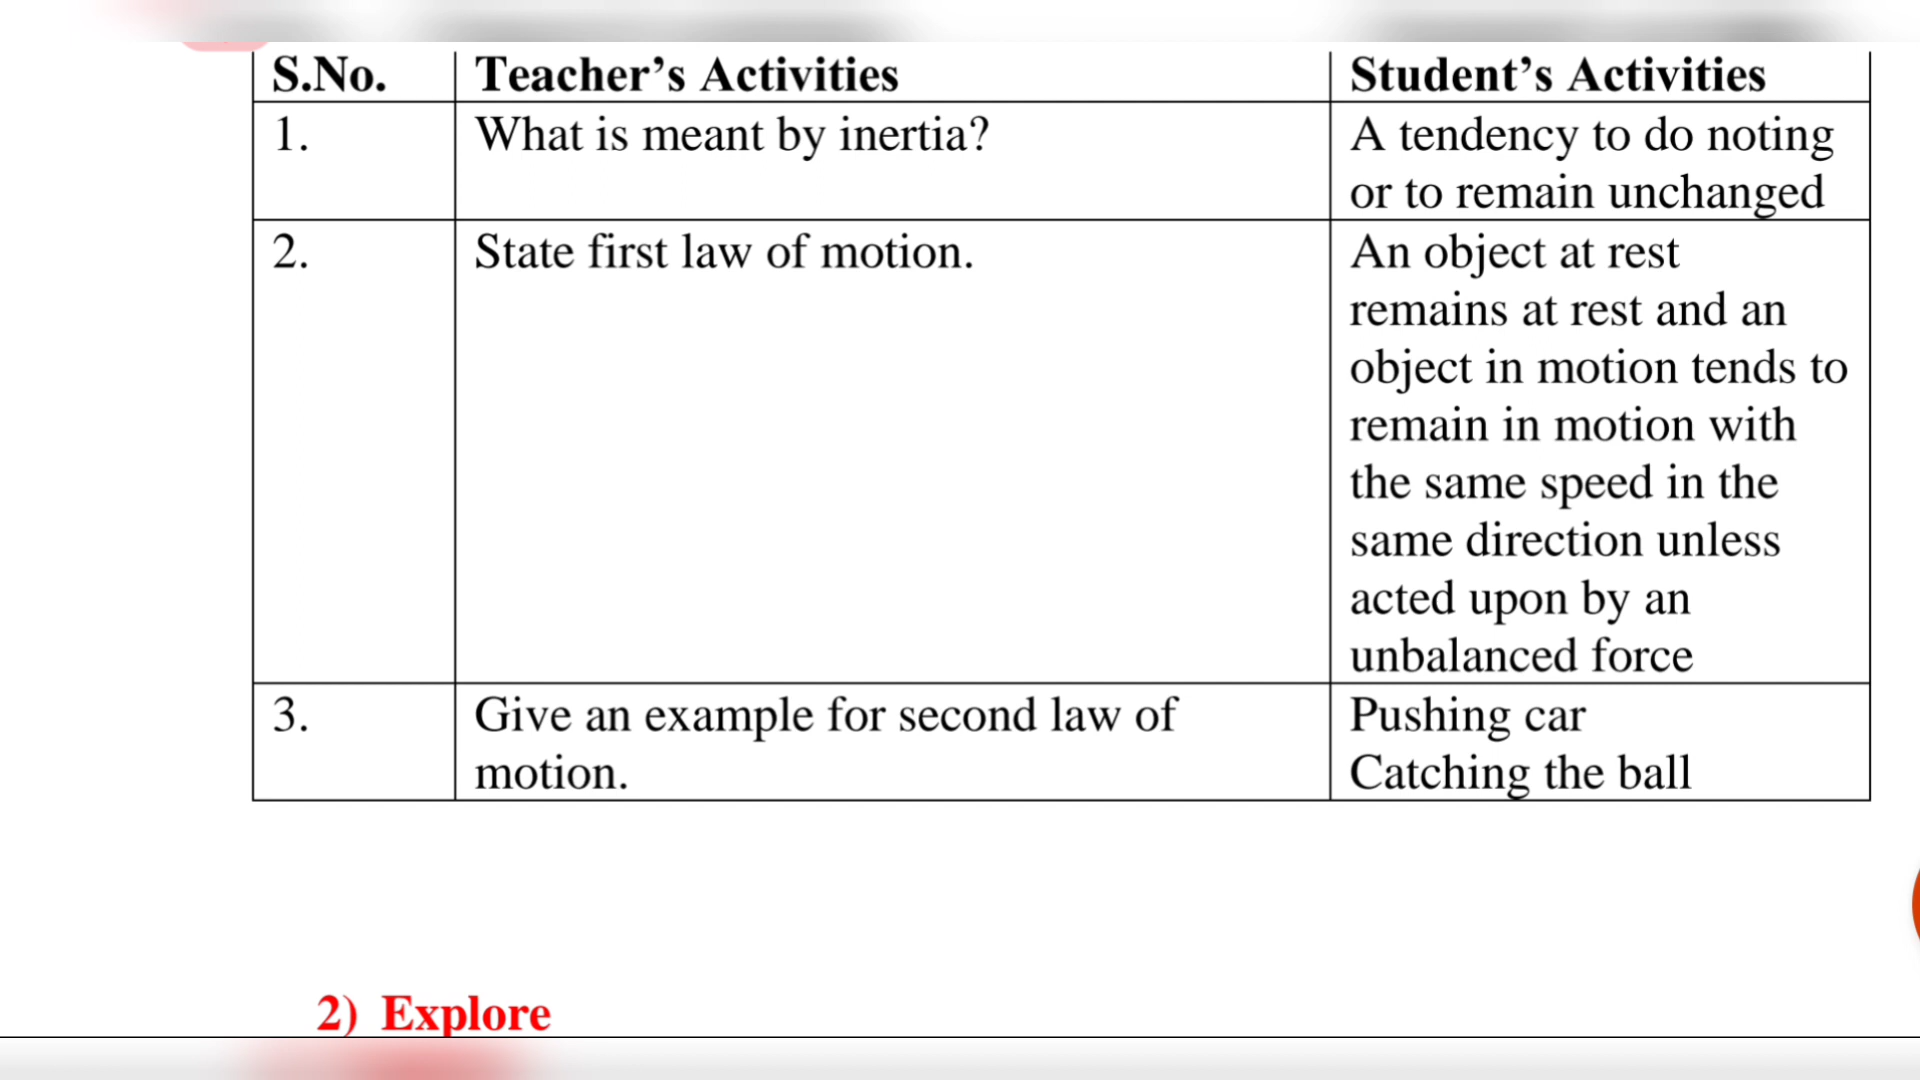 S.No. Teacher’s Activities Student’s Activities
1. What is meant by inertia? A tendency to do noting
or to remain unchanged
2. State first law of motion. An object at rest
remains at rest and an
object in motion tends to
remain in motion with
the same speed in the
same direction unless
acted upon by an
unbalanced force
3. Give an example for second law of Pushing car
motion. Catching the ball
2) Explore